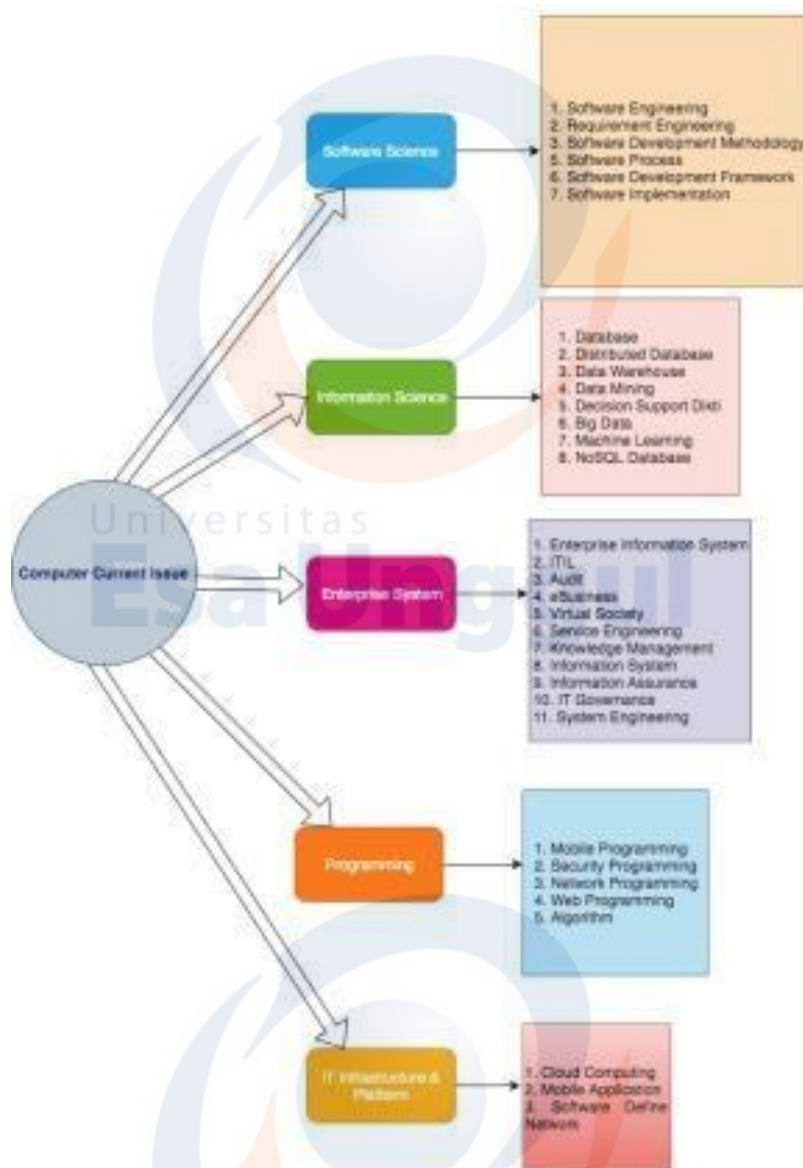 Software Science
1. Software Engineering
2. Requirement Engineering
3. Software Development Methodology
5. Software Process
6. Software Development Framework
7. Software Implementation
Information Science
1. Database
2. Distributed Database
3. Data Warehouse
4. Data Mining
5. Decision Support Dikti
6. Big Data
7. Machine Learning
8. NoSQL Database
Universitas
Esa Unggul
Computer Current Issue
Enterprise System
1. Enterprise Information System
2. ITIL
3. Audit
4. eBusiness
5. Virtual Society
6. Service Engineering
7. Knowledge Management
8. Information System
9. Information Assurance
10. IT Governance
11. System Engineering
Programming
1. Mobile Programming
2. Security Programming
3. Network Programming
4. Web Programming
5. Algorithm
IT Infrastructure &
Platform
1. Cloud Computing
2. Mobile Application
3. Software Define
Network